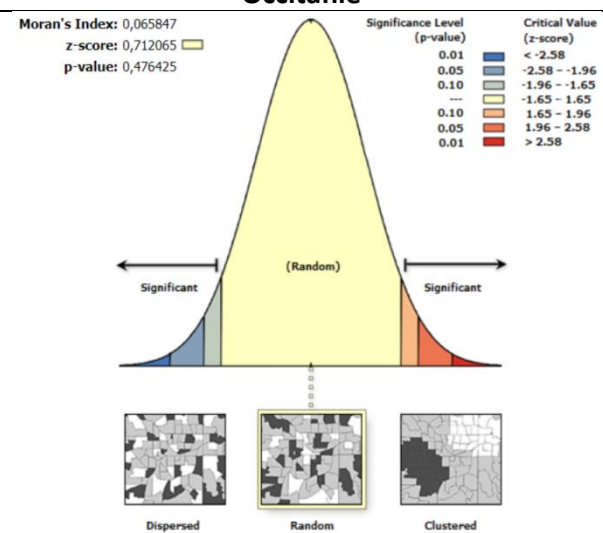 Occitanie
Moran's Index: 0,065847
z-score: 0,712065
p-value: 0,476425
Significance Level
(p-value)
Critical Value
(z-score)
0.01 < -2.58
0.05 -2.58 - -1.96
0.10 -1.96 - -1.65
--- -1.65 - 1.65
0.10 1.65 - 1.96
0.05 1.96 - 2.58
0.01 > 2.58
(Random)
Significant
Significant
Dispersed
Random
Clustered